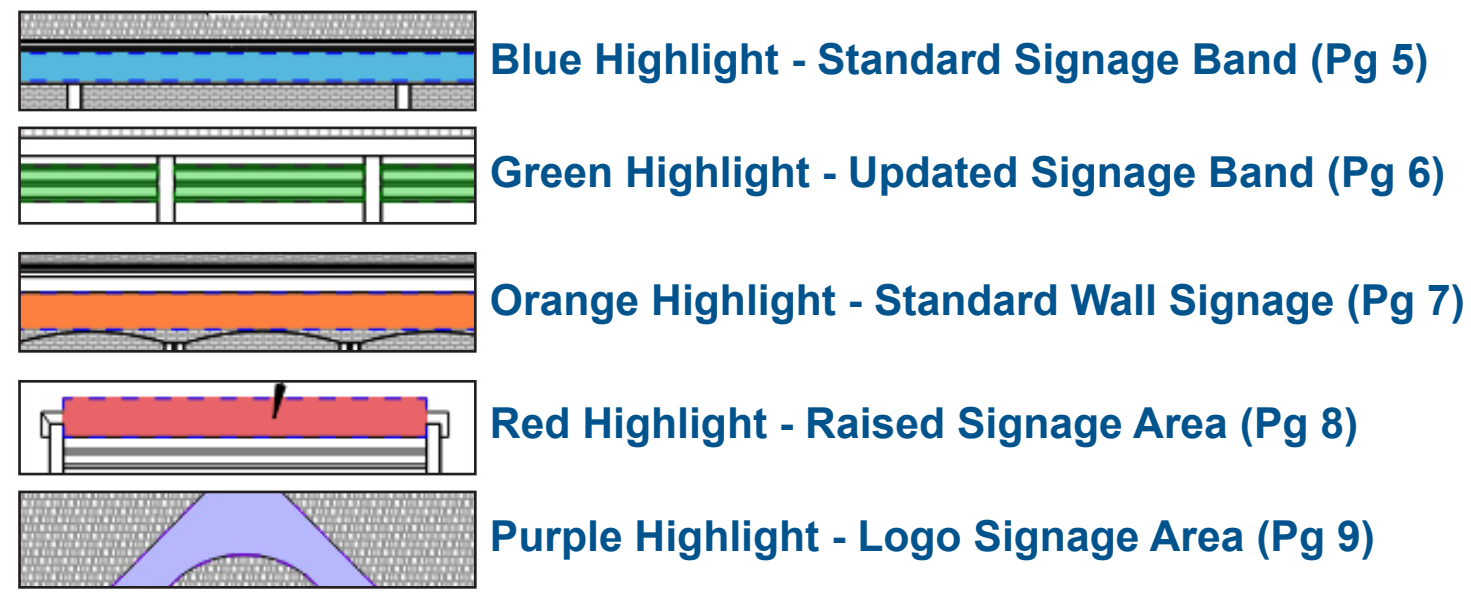 Blue Highlight - Standard Signage Band (Pg 5)
Green Highlight - Updated Signage Band (Pg 6)
Orange Highlight - Standard Wall Signage (Pg 7)
Red Highlight - Raised Signage Area (Pg 8)
Purple Highlight - Logo Signage Area (Pg 9)